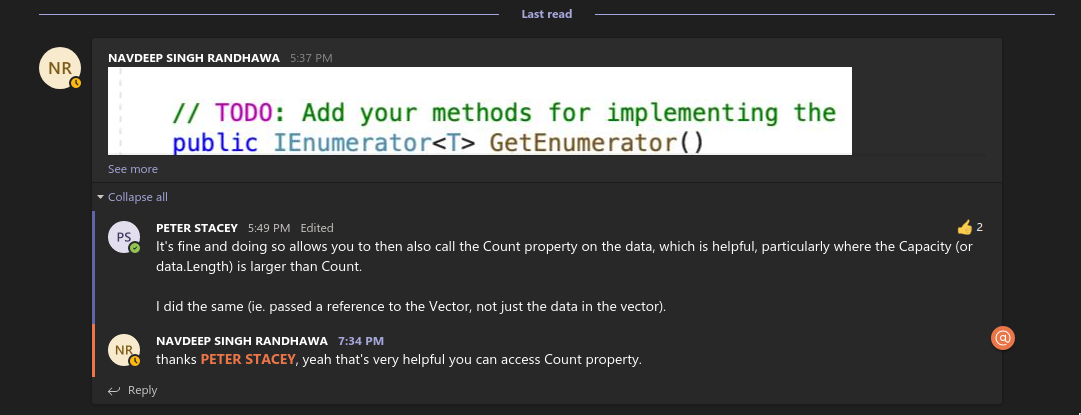 Last read
NR
NAVDEEP SINGH RANDHAWA 5:37 PM
// TODO: Add your methods for implementing the
public IEnumerator<T> GetEnumerator()
See more
Collapse all
PS
PETER STACEY 5:49 PM Edited
👍 2
It's fine and doing so allows you to then also call the Count property on the data, which is helpful, particularly where the Capacity (or
data.Length) is larger than Count.
I did the same (ie. passed a reference to the Vector, not just the data in the vector).
NR
NAVDEEP SINGH RANDHAWA 7:34 PM
@
thanks PETER STACEY, yeah that's very helpful you can access Count property.
Reply